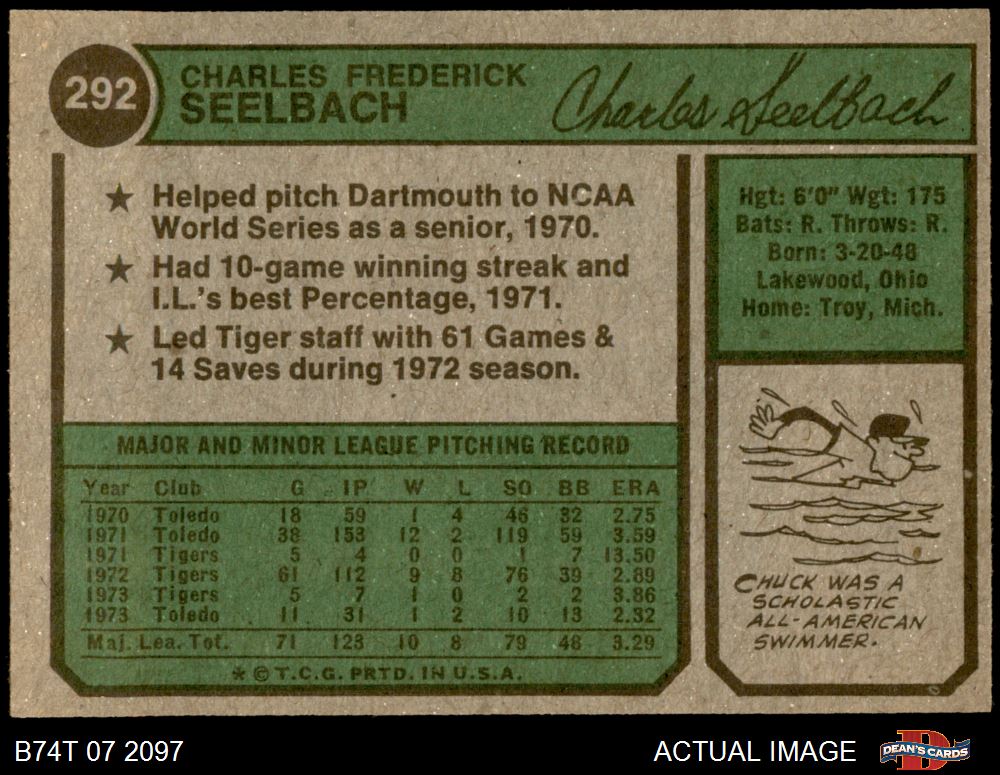 292
CHARLES FREDERICK
SEELBACH
Charles Seelbach
★ Helped pitch Dartmouth to NCAA
World Series as a senior, 1970.
★ Had 10-game winning streak and
I.L.'s best Percentage, 1971.
★ Led Tiger staff with 61 Games &
14 Saves during 1972 season.
Hgt: 6'0" Wgt: 175
Bats: R. Throws: R.
Born: 3-20-48
Lakewood, Ohio
Home: Troy, Mich.
MAJOR AND MINOR LEAGUE PITCHING RECORD
Year Club G IP W L SO BB ERA
1970 Toledo 18 59 1 4 46 32 2.75
1971 Toledo 38 153 12 2 119 59 3.59
1971 Tigers 5 4 0 0 1 7 13.50
1972 Tigers 61 112 9 8 76 39 2.89
1973 Tigers 5 7 1 0 2 2 3.86
1973 Toledo 11 31 1 2 10 13 2.32
Maj. Lea. Tot. 71 123 10 8 79 48 3.29
* © T.C.G. PRTD. IN U.S.A.
CHUCK WAS A
SCHOLASTIC
ALL-AMERICAN
SWIMMER.
B74T 07 2097
ACTUAL IMAGE
DEAN'S CARDS